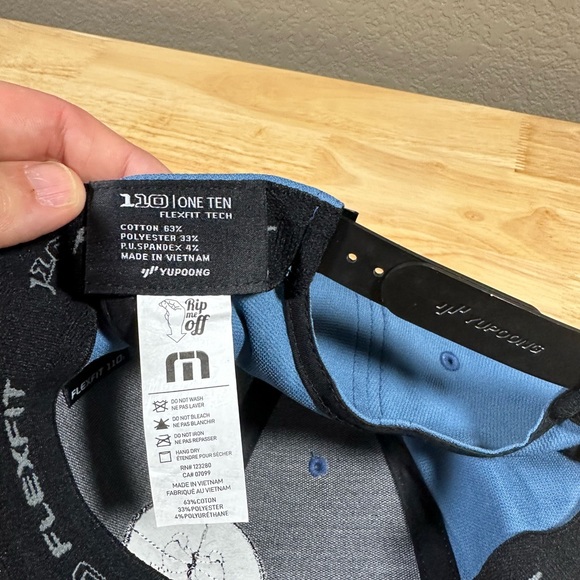 110 | ONE TEN
FLEXFIT TECH
COTTON 63%
POLYESTER 33%
P.U.SPANDEX 4%
MADE IN VIETNAM
YUPOONG
Rip
me
off
M
DO NOT WASH
NE PAS LAVER
DO NOT BLEACH
NE PAS BLANCHIR
DO NOT IRON
NE PAS REPASSER
HANG DRY
ÉTENDRE POUR SÉCHER
RN# 123280
CA# 07099
MADE IN VIETNAM
FABRIQUÉ AU VIETNAM
63%COTON
33%POLYESTER
4%POLYURÉTHANE
YUPOONG
FLEXFIT 110
FLEXFIT